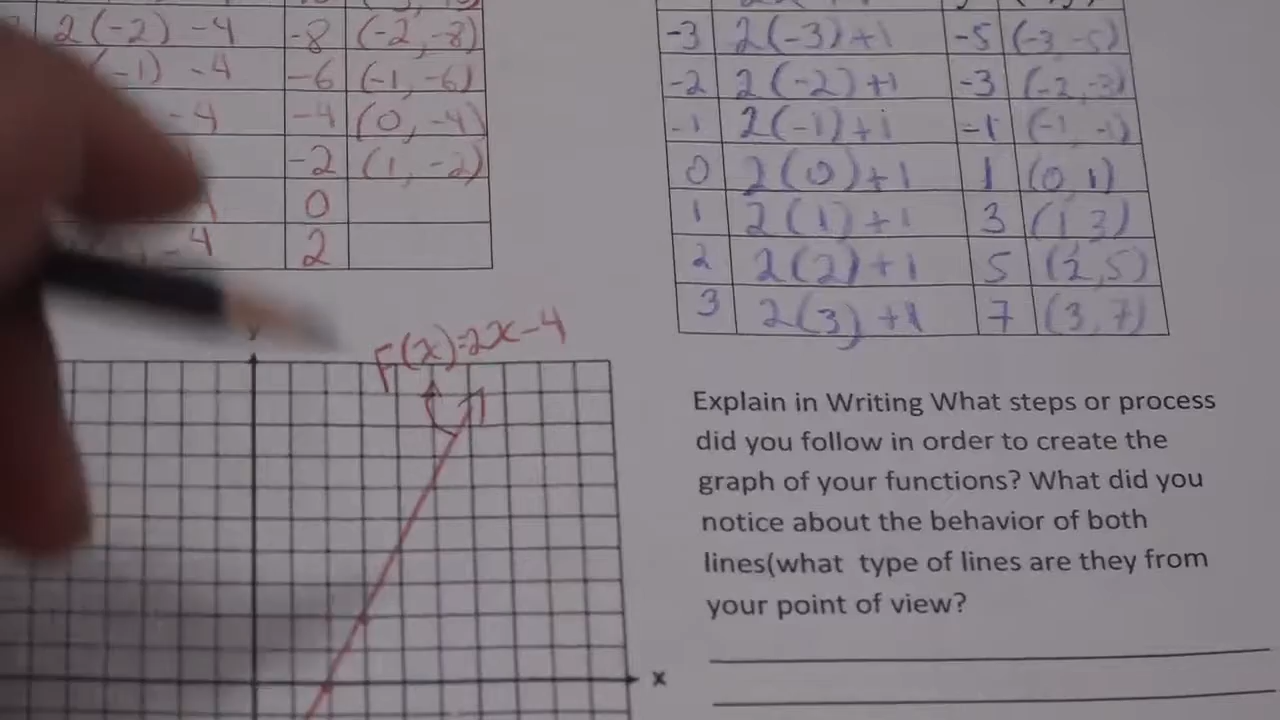 2(-2) -4 -8 (-2, -8)
-1) -4 -6 (-1, -6)
-4 -4 (0, -4)
-2 (1, -2)
0
-4 2
-3 2(-3)+1 -5 (-3 -5)
-2 2(-2)+1 -3 (-2,-3)
-1 2(-1)+1 -1 (-1 -1)
0 2(0)+1 1 (0 1)
1 2(1)+1 3 (1 3)
2 2(2)+1 5 (2,5)
3 2(3)+1 7 (3,7)
F(x)=2x-4
Explain in Writing What steps or process
did you follow in order to create the
graph of your functions? What did you
notice about the behavior of both
lines(what type of lines are they from
your point of view?
x